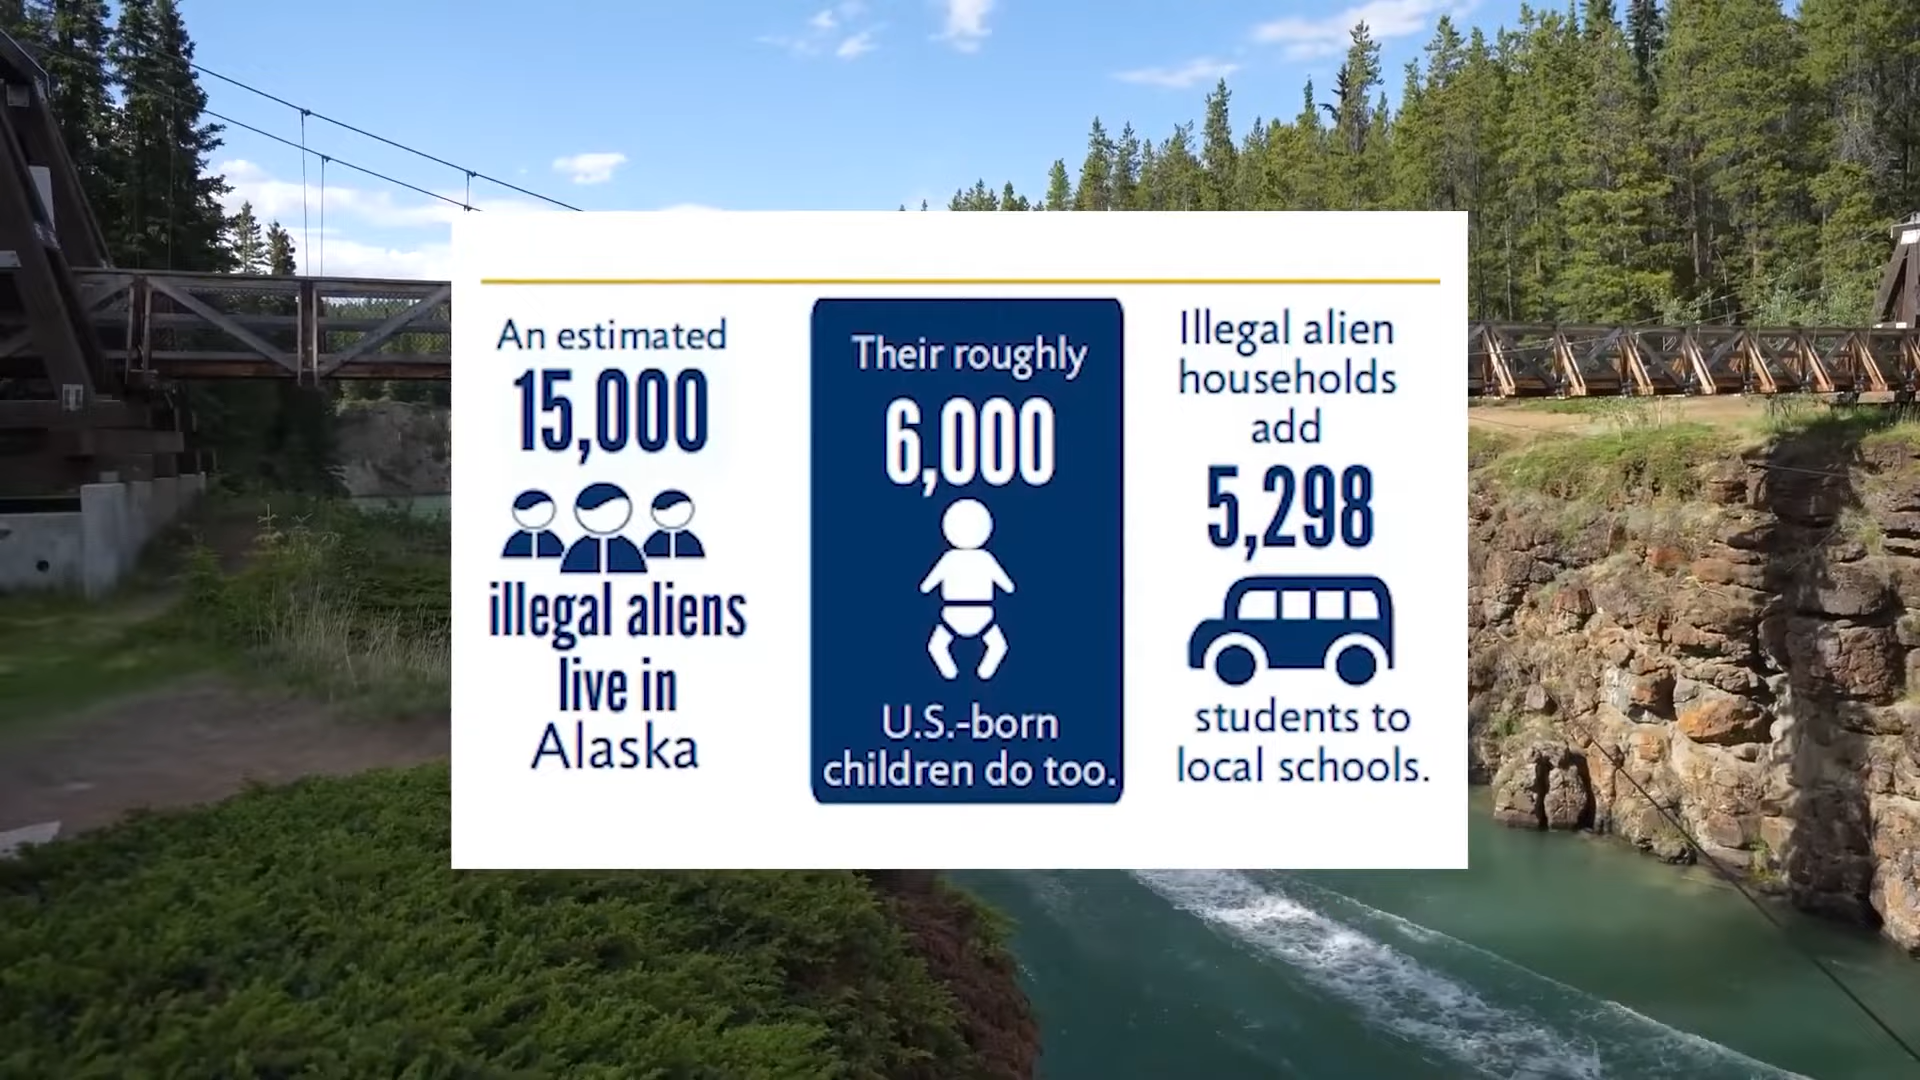 An estimated
15,000
illegal aliens
live in
Alaska
Their roughly
6,000
U.S.-born
children do too.
Illegal alien
households
add
5,298
students to
local schools.